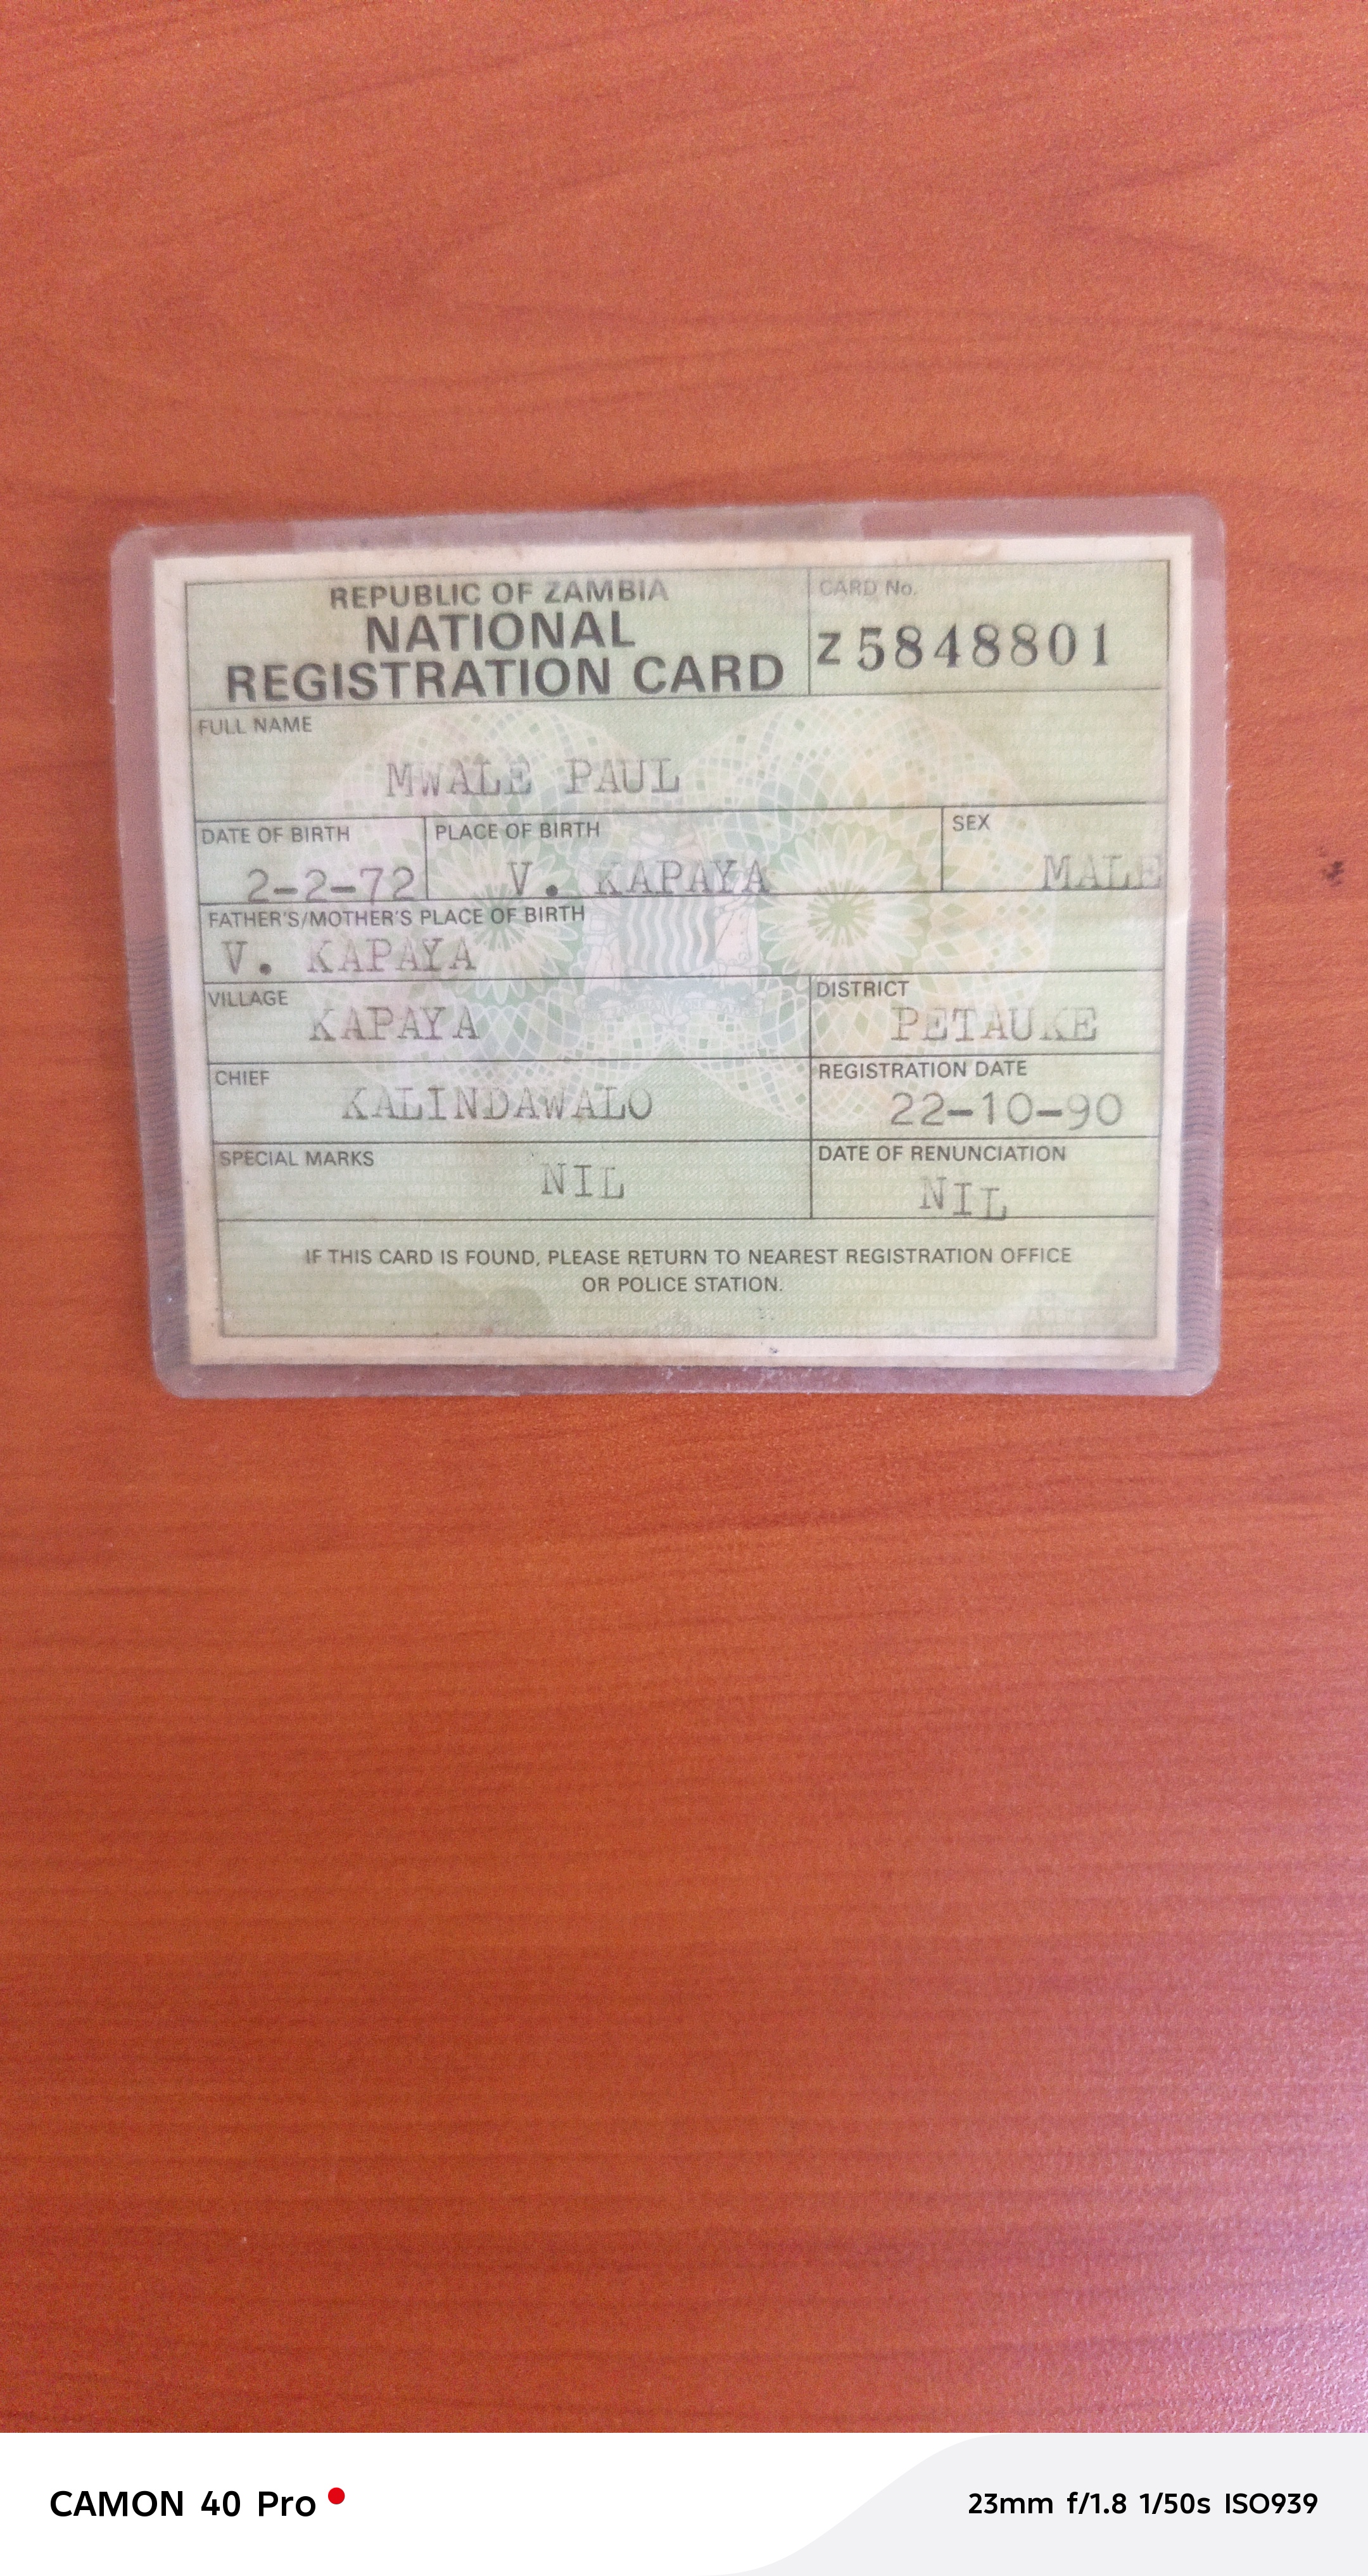 REPUBLIC OF ZAMBIA
NATIONAL
REGISTRATION CARD
CARD No.
Z 5848801
FULL NAME
MWALE PAUL
DATE OF BIRTH
2-2-72
PLACE OF BIRTH
V. KAPAYA
SEX
MALE
FATHER'S/MOTHER'S PLACE OF BIRTH
V. KAPAYA
VILLAGE
KAPAYA
DISTRICT
PETAUKE
CHIEF
KALINDAWALO
REGISTRATION DATE
22-10-90
SPECIAL MARKS
NIL
DATE OF RENUNCIATION
NIL
IF THIS CARD IS FOUND, PLEASE RETURN TO NEAREST REGISTRATION OFFICE
OR POLICE STATION.
CAMON 40 Pro
23mm f/1.8 1/50s ISO939